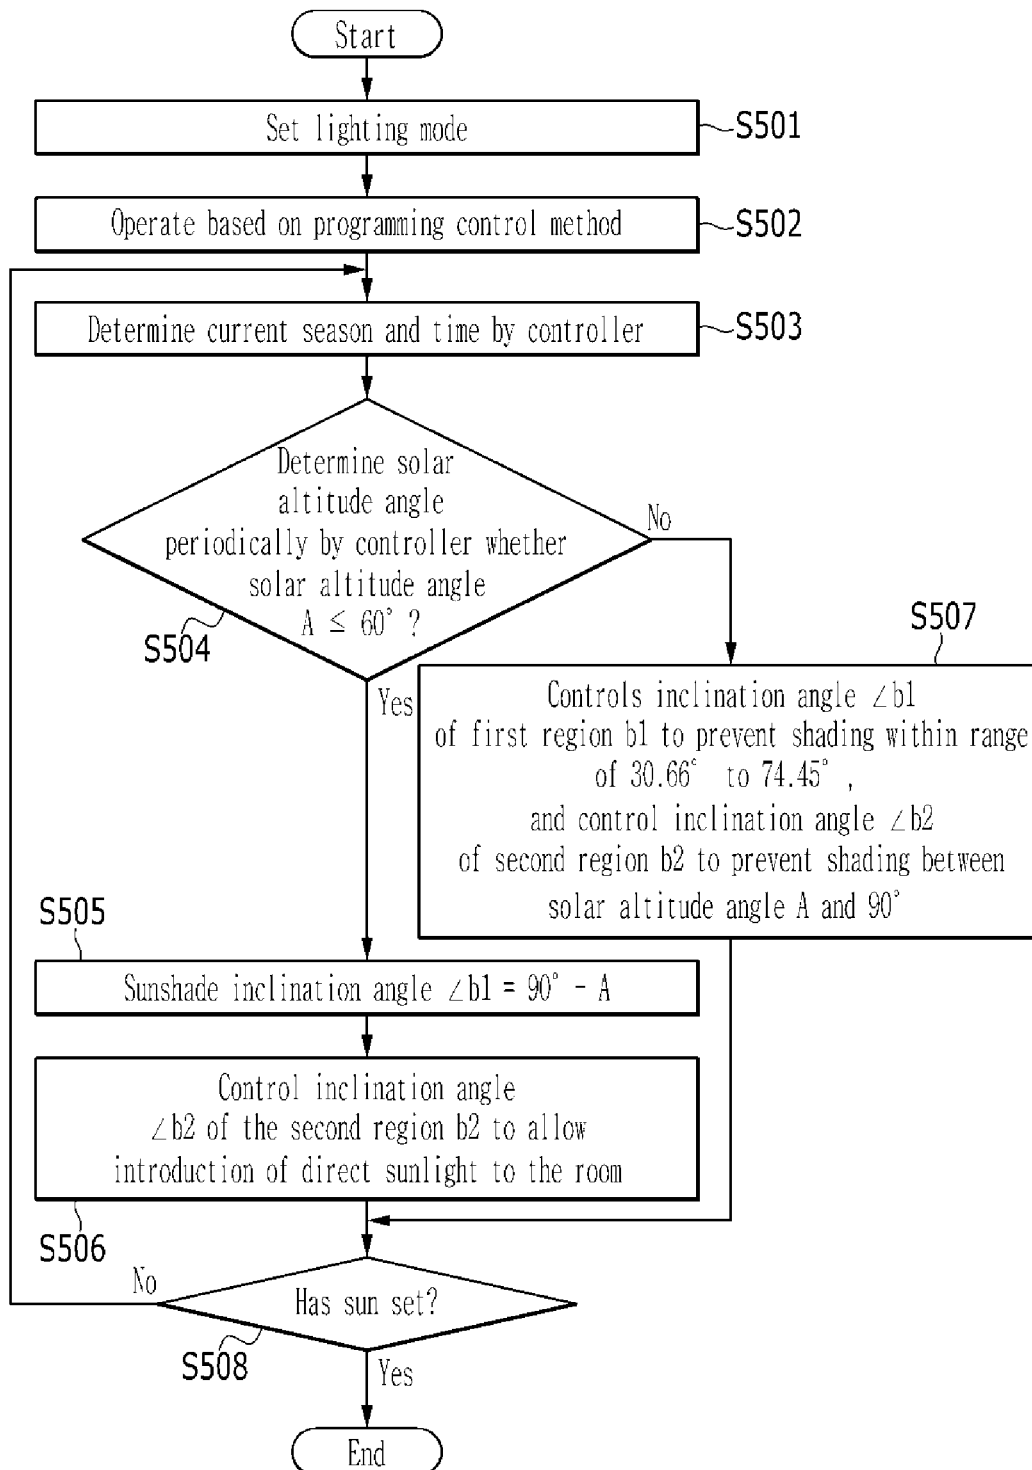 Start
Set lighting mode
S501
Operate based on programming control method
S502
Determine current season and time by controller
S503
Determine solar
altitude angle
periodically by controller whether
solar altitude angle
A ≤ 60° ?
S504
No
Yes
S507
Controls inclination angle ∠b1
of first region b1 to prevent shading within range
of 30.66° to 74.45° ,
and control inclination angle ∠b2
of second region b2 to prevent shading between
solar altitude angle A and 90°
S505
Sunshade inclination angle ∠b1 = 90° - A
Control inclination angle
∠b2 of the second region b2 to allow
introduction of direct sunlight to the room
S506
No
Has sun set?
S508
Yes
End